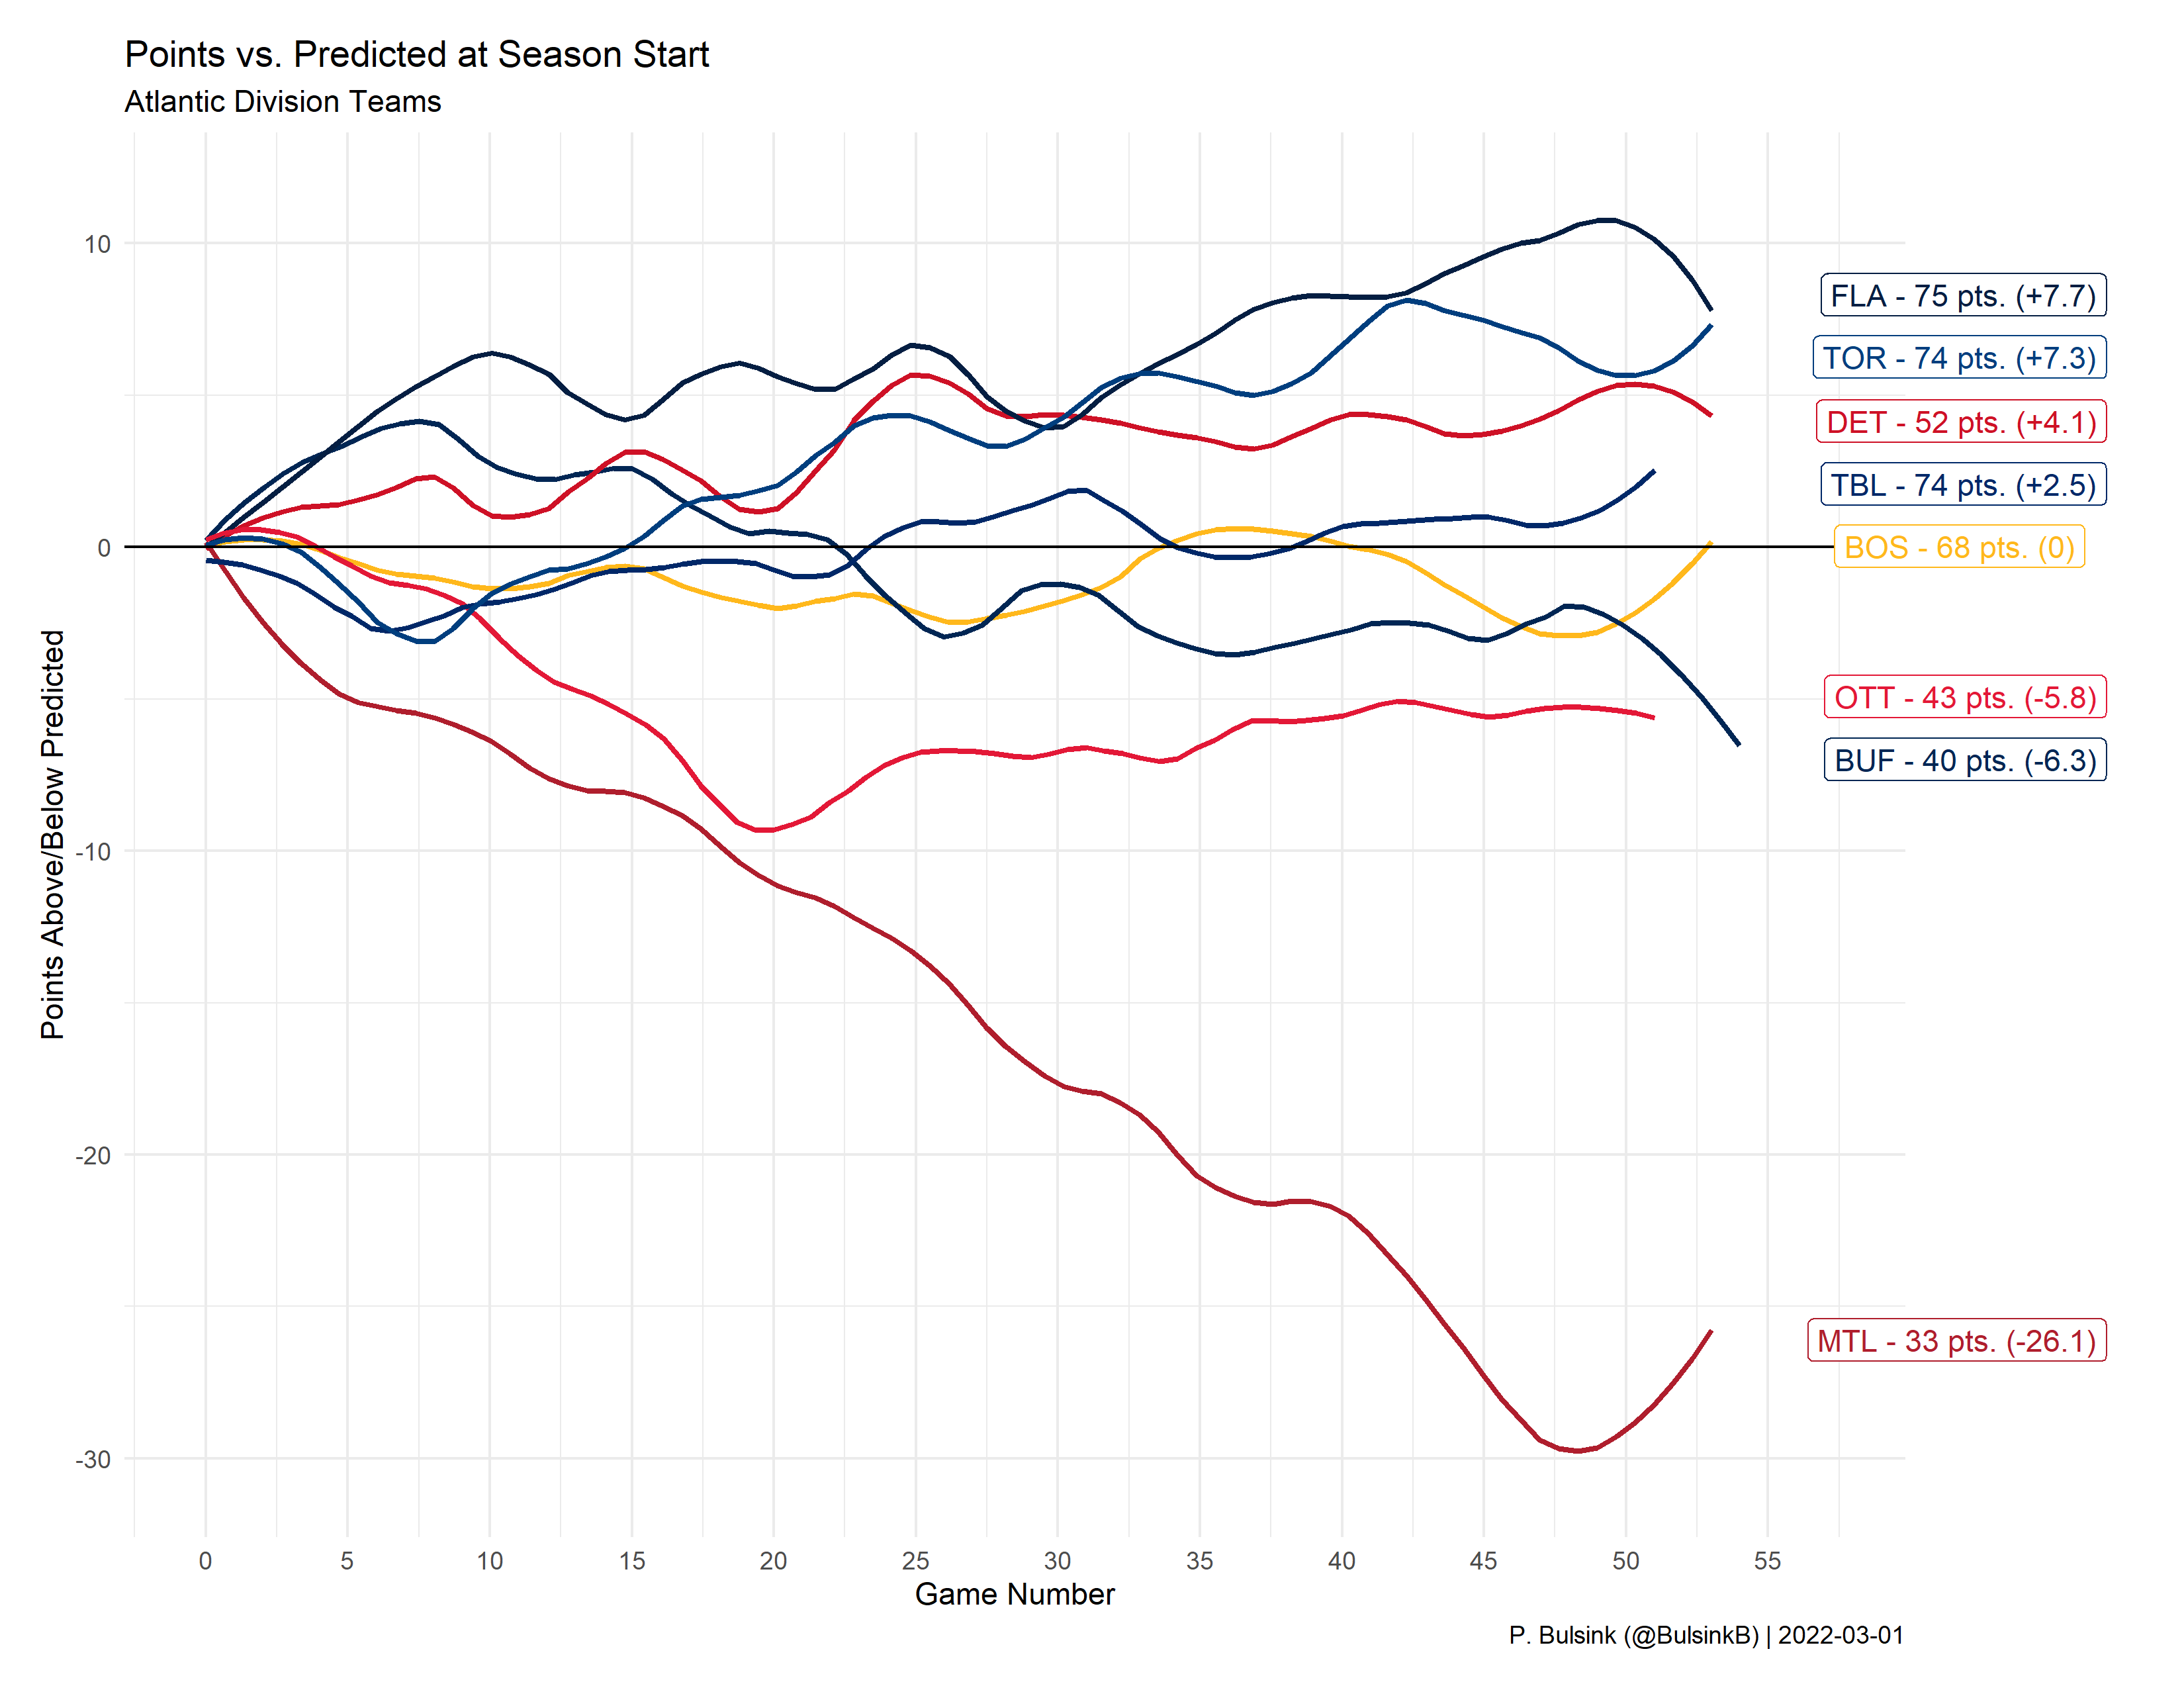 Points vs. Predicted at Season Start
Atlantic Division Teams
Points Above/Below Predicted
10
0
-10
-20
-30
FLA - 75 pts. (+7.7)
TOR - 74 pts. (+7.3)
DET - 52 pts. (+4.1)
TBL - 74 pts. (+2.5)
BOS - 68 pts. (0)
OTT - 43 pts. (-5.8)
BUF - 40 pts. (-6.3)
MTL - 33 pts. (-26.1)
0 5 10 15 20 25 30 35 40 45 50 55
Game Number
P. Bulsink (@BulsinkB) | 2022-03-01